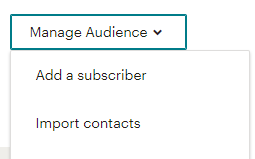 Manage Audience
Add a subscriber
Import contacts